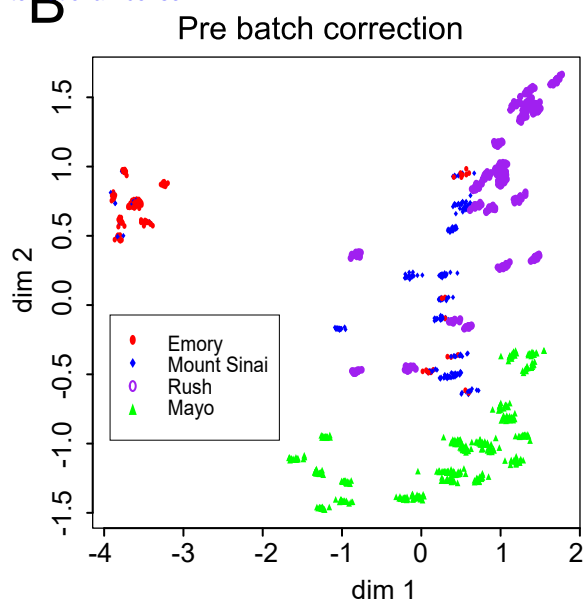 B
Pre batch correction
dim 2
1.5
1.0
0.5
0.0
-0.5
-1.0
-1.5
Emory
Mount Sinai
Rush
Mayo
-4 -3 -2 -1 0 1 2
dim 1